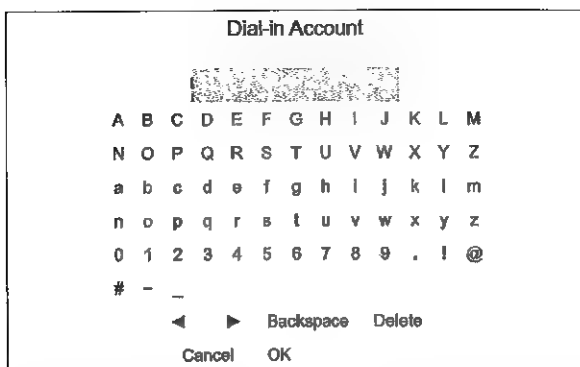 Dial-in Account
A B C D E F G H I J K L M
N O P Q R S T U V W X Y Z
a b c d e f g h i j k l m
n o p q r s t u v w x y z
0 1 2 3 4 5 6 7 8 9 . ! @
# - _
◀ ▶ Backspace Delete
Cancel OK